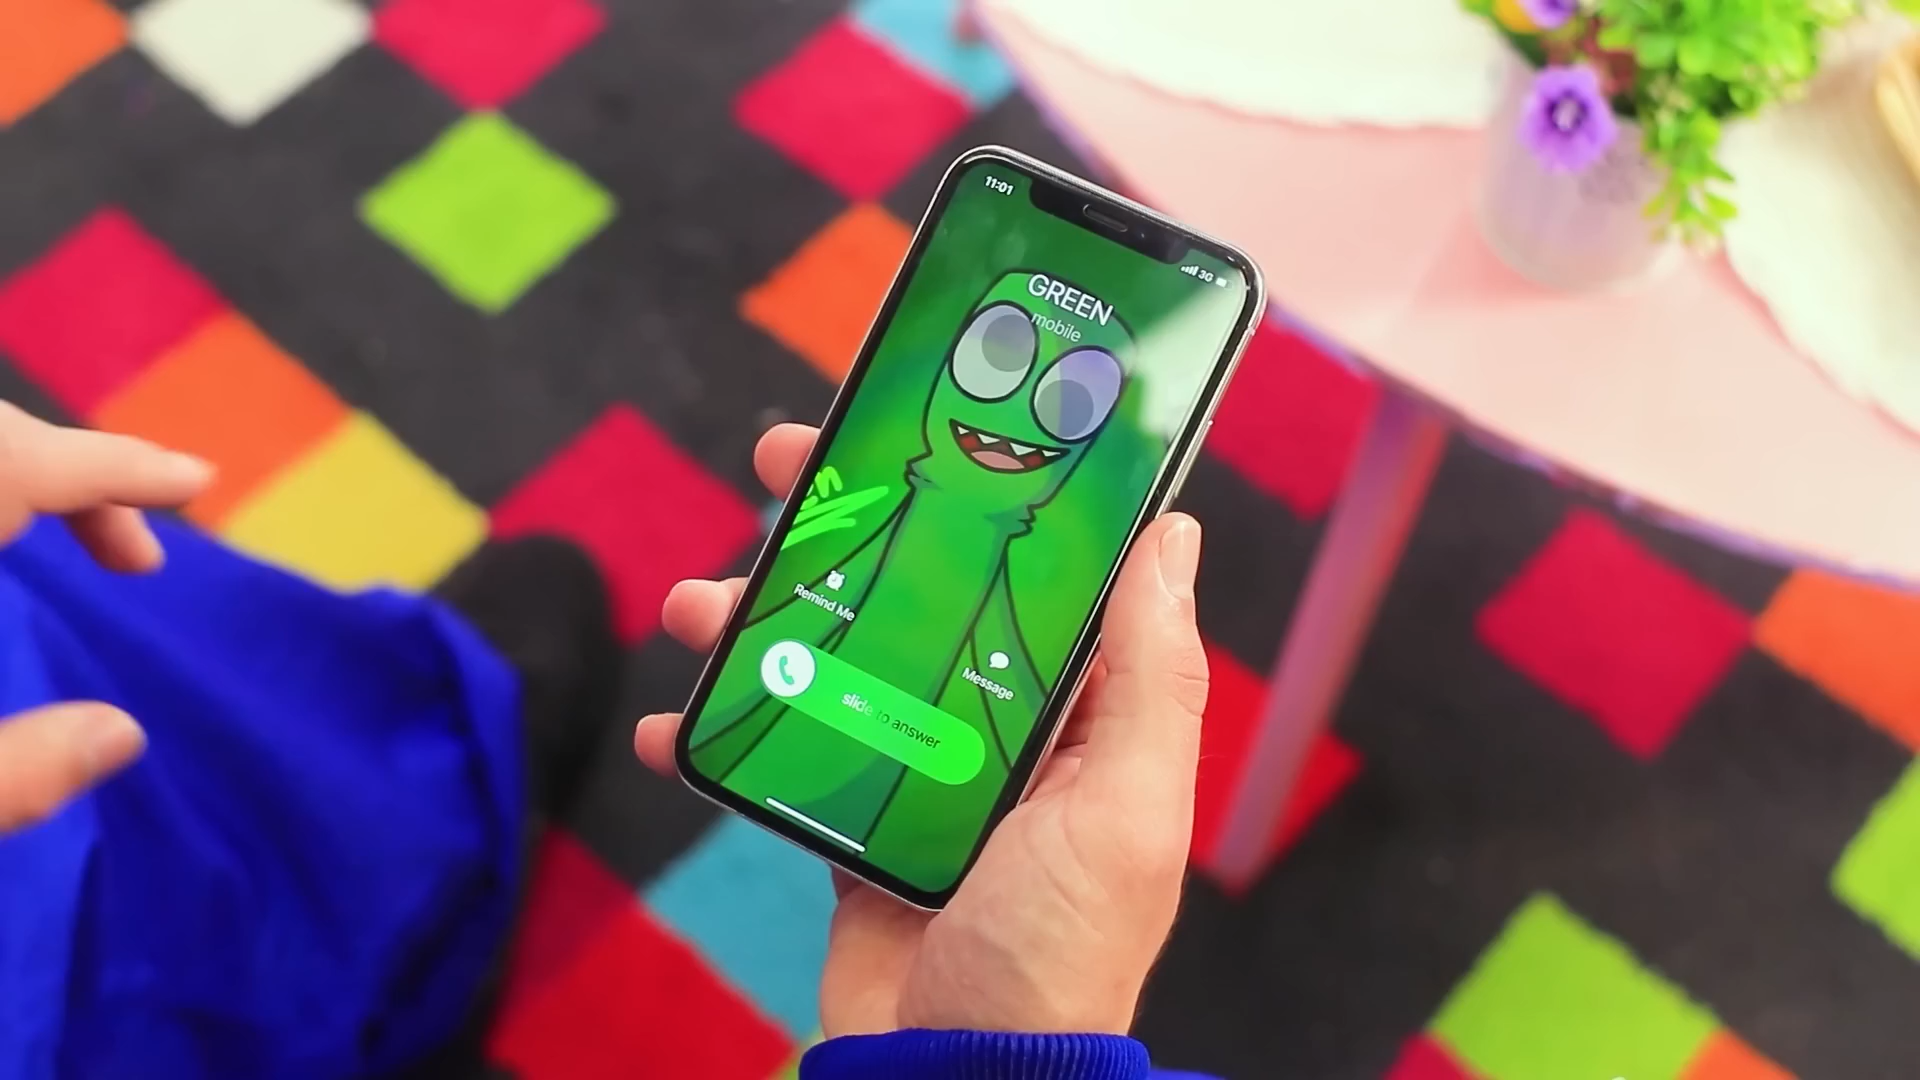 11:01
3G
GREEN
mobile
Remind Me
Message
slide to answer